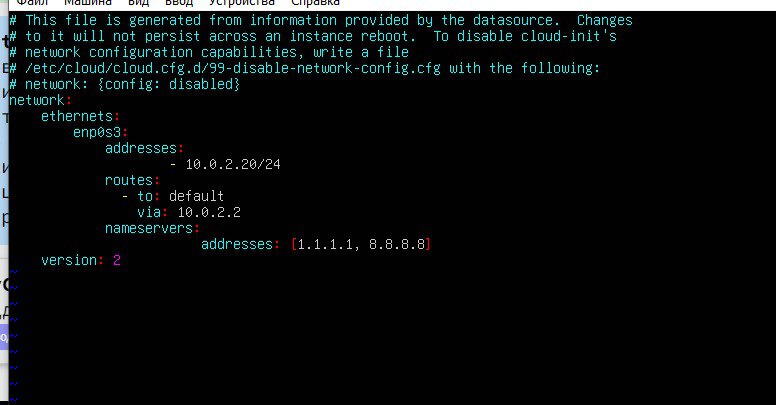 Файл Машина Вид Ввод Устройства Справка
# This file is generated from information provided by the datasource.  Changes
# to it will not persist across an instance reboot.  To disable cloud-init's
# network configuration capabilities, write a file
# /etc/cloud/cloud.cfg.d/99-disable-network-config.cfg with the following:
# network: {config: disabled}
network:
    ethernets:
        enp0s3:
            addresses:
                    - 10.0.2.20/24
            routes:
              - to: default
                via: 10.0.2.2
            nameservers:
                        addresses: [1.1.1.1, 8.8.8.8]
    version: 2
~
~
~
~
~
~
~
~
~